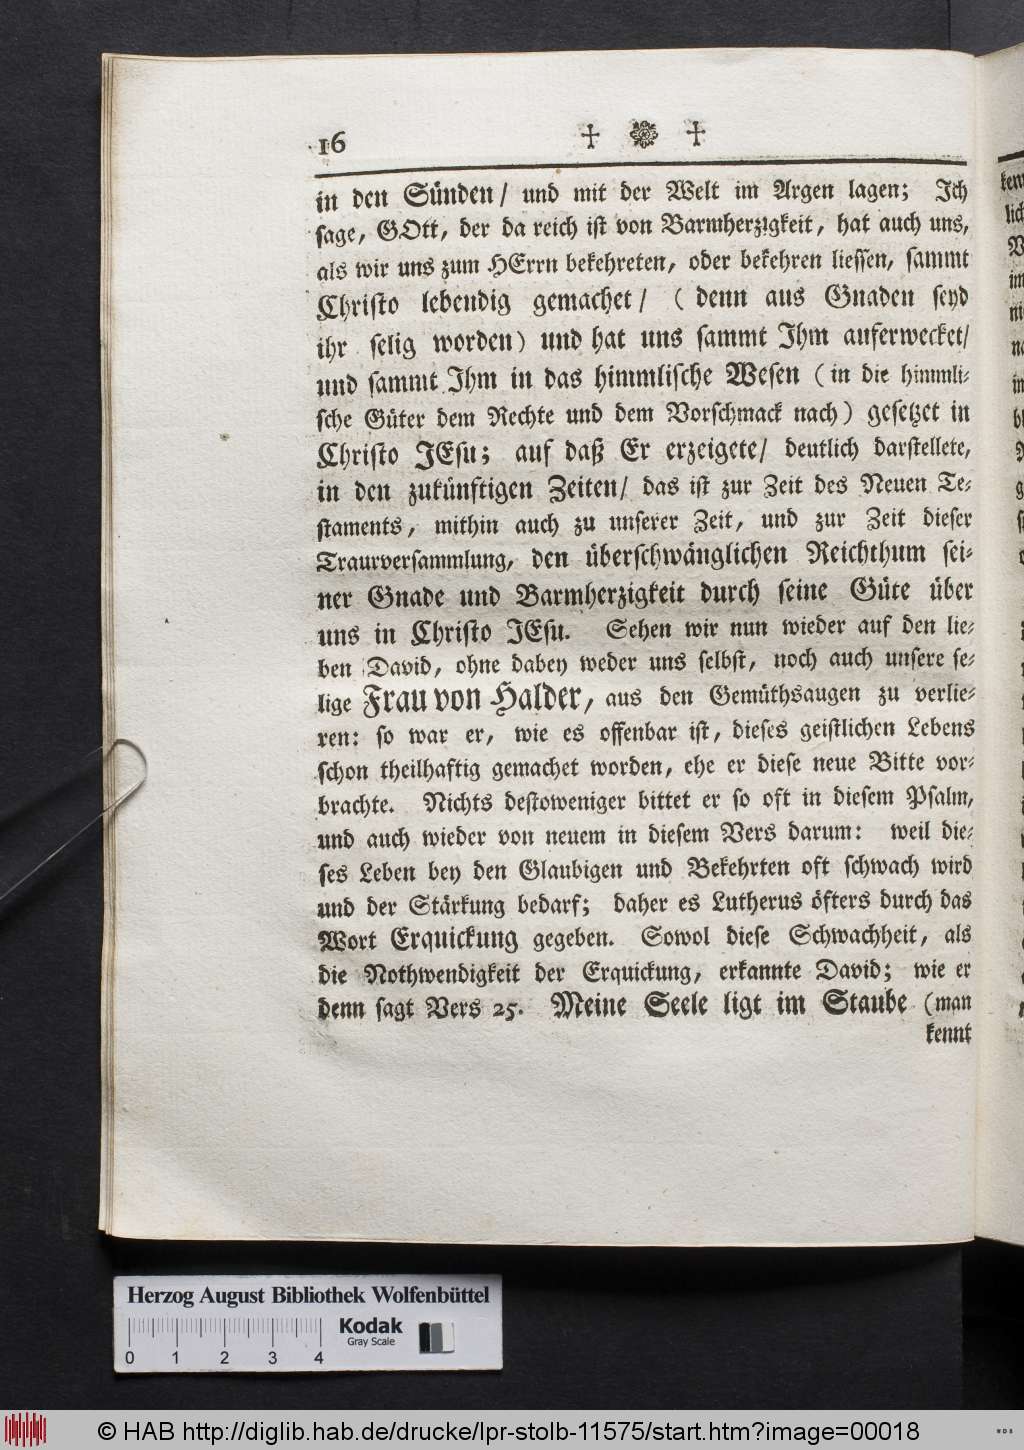 16 † ❁ †
in den Sünden/ und mit der Welt im Argen lagen; Ich
sage, GOtt, der da reich ist von Barmherzigkeit, hat auch uns,
als wir uns zum HErrn bekehreten, oder bekehren liessen, sammt
Christo lebendig gemachet/ (denn aus Gnaden seyd
ihr selig worden) und hat uns sammt Ihm auferwecket/
und sammt Ihm in das himmlische Wesen (in die himmli-
sche Güter dem Rechte und dem Vorschmack nach) gesetzet in
Christo JEsu; auf daß Er erzeigete/ deutlich darstellete,
in den zukünftigen Zeiten/ das ist zur Zeit des Neuen Te-
staments, mithin auch zu unserer Zeit, und zur Zeit dieser
Traurversammlung, den überschwänglichen Reichthum sei-
ner Gnade und Barmherzigkeit durch seine Güte über
uns in Christo JEsu. Sehen wir nun wieder auf den lie-
ben David, ohne dabey weder uns selbst, noch auch unsere se-
lige Frau von Halder, aus den Gemüthsaugen zu verlie-
ren: so war er, wie es offenbar ist, dieses geistlichen Lebens
schon theilhaftig gemachet worden, ehe er diese neue Bitte vor-
brachte. Nichts destoweniger bittet er so oft in diesem Psalm,
und auch wieder von neuem in diesem Vers darum: weil die-
ses Leben bey den Glaubigen und Bekehrten oft schwach wird
und der Stärkung bedarf; daher es Lutherus öfters durch das
Wort Erquickung gegeben. Sowol diese Schwachheit, als
die Nothwendigkeit der Erquickung, erkannte David; wie er
denn sagt Vers 25. Meine Seele ligt im Staube (man
kennt
Herzog August Bibliothek Wolfenbüttel
Kodak
Gray Scale
0 1 2 3 4
© HAB http://diglib.hab.de/drucke/lpr-stolb-11575/start.htm?image=00018